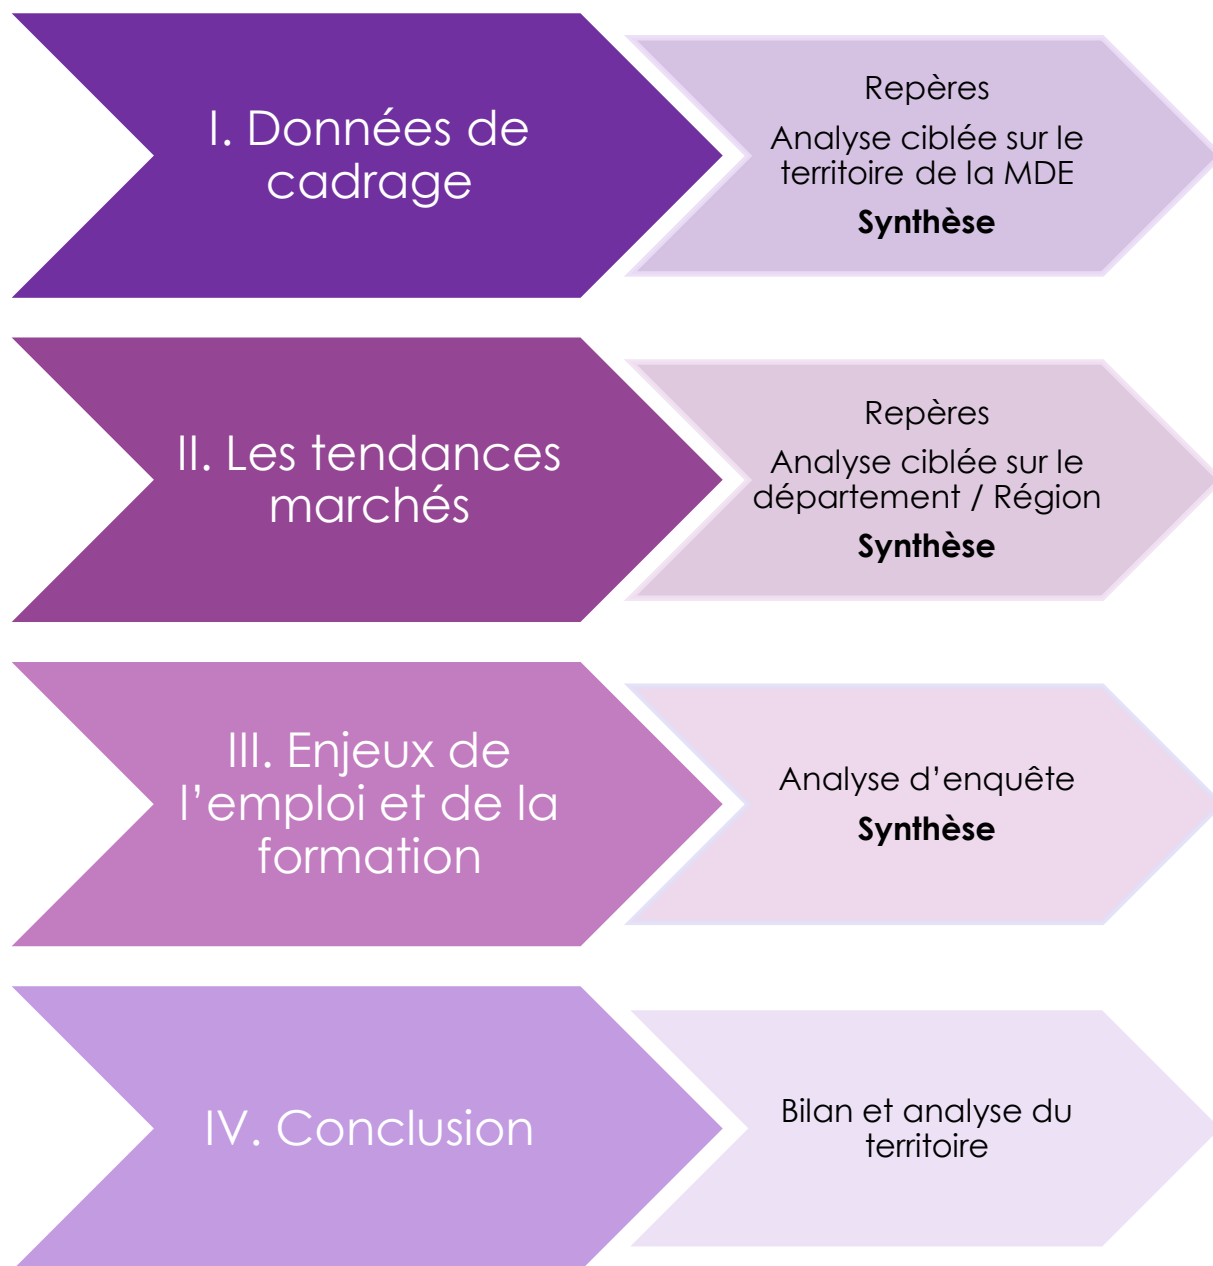 I. Données de
cadrage
Repères
Analyse ciblée sur le
territoire de la MDE
Synthèse
II. Les tendances
marchés
Repères
Analyse ciblée sur le
département / Région
Synthèse
III. Enjeux de
l’emploi et de la
formation
Analyse d’enquête
Synthèse
IV. Conclusion
Bilan et analyse du
territoire